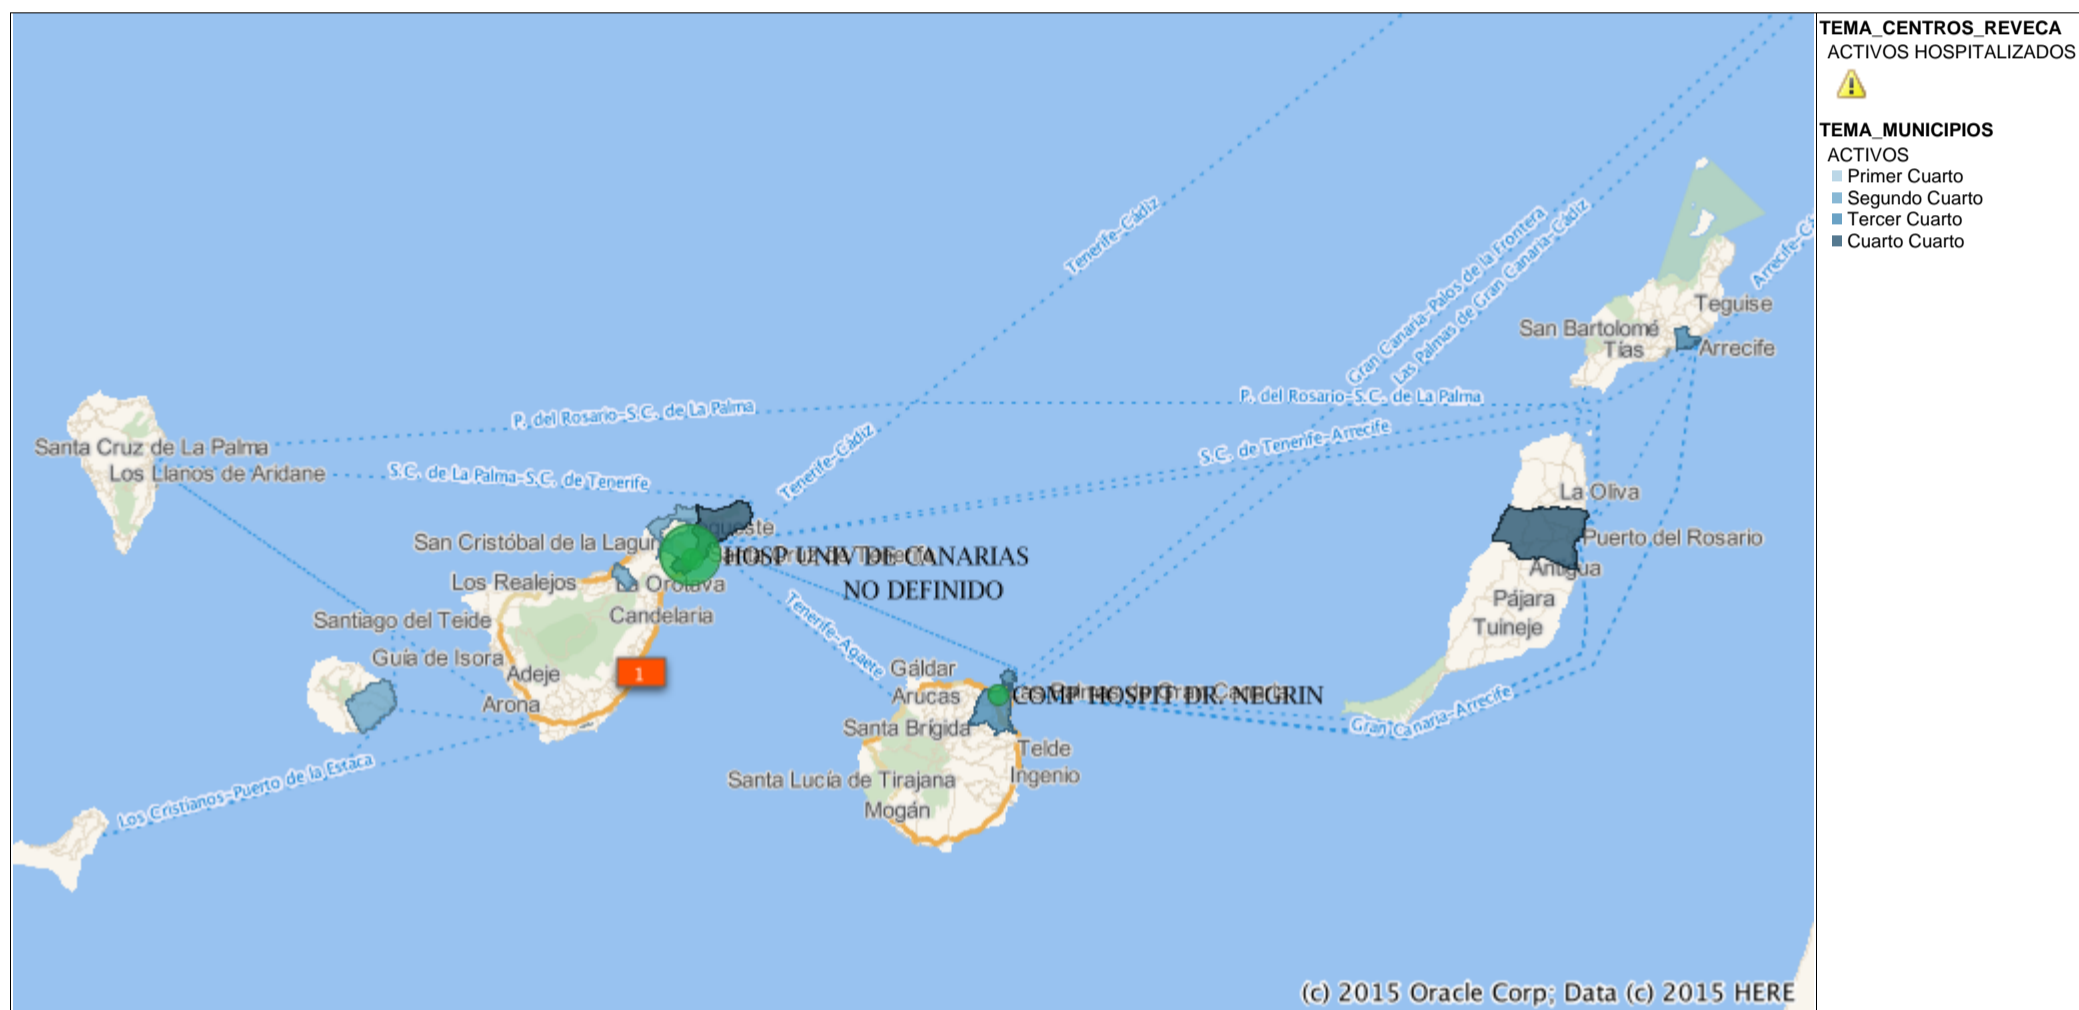 TEMA_CENTROS_REVECA
ACTIVOS HOSPITALIZADOS
TEMA_MUNICIPIOS
ACTIVOS
Primer Cuarto
Segundo Cuarto
Tercer Cuarto
Cuarto Cuarto
Tenerife-Cádiz
Gran Canaria-Palos de la Frontera
Las Palmas de Gran Canaria-Cádiz
Teguise
San Bartolomé
Tías
Arrecife
P. del Rosario-S.C. de La Palma
P. del Rosario-S.C. de La Palma
S.C. de Tenerife-Arrecife
Tenerife-Cádiz
Santa Cruz de La Palma
Los Llanos de Aridane
S.C. de La Palma-S.C. de Tenerife
La Oliva
Puerto del Rosario
Antigua
Pájara
Tuineje
San Cristóbal de la Lagun
HOSP UNIV DE CANARIAS
NO DEFINIDO
Los Realejos
La Orotava
Candelaria
Santiago del Teide
Guía de Isora
Adeje
1
Arona
Tenerife-Agaete
Gáldar
Arucas
COMP HOSPIT DR. NEGRIN
Santa Brígida
Telde
Ingenio
Santa Lucía de Tirajana
Mogán
Gran Canaria-Arrecife
Los Cristianos-Puerto de la Estaca
(c) 2015 Oracle Corp; Data (c) 2015 HERE